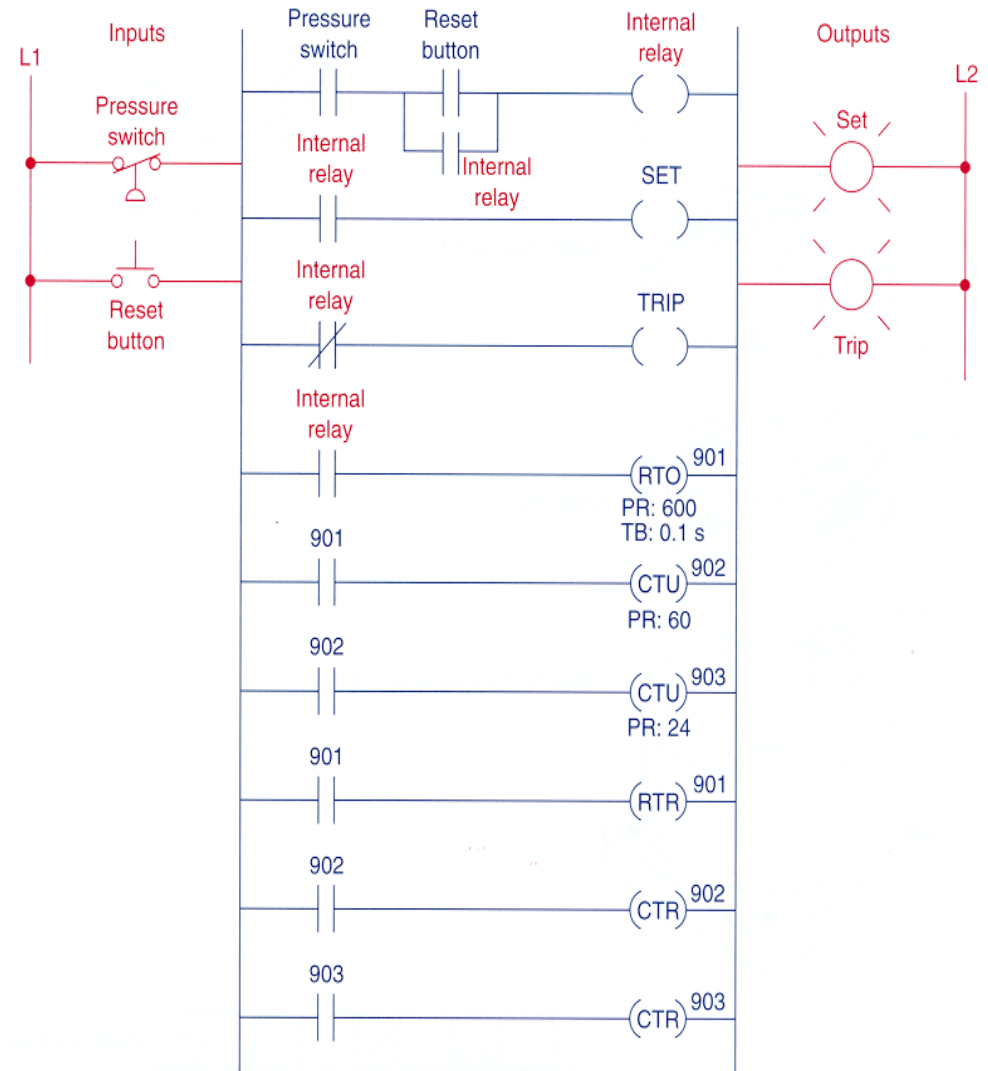 Inputs
L1
Pressure
switch
Reset
button
Pressure
switch
Reset
button
Internal
relay
Internal
relay
Internal
relay
SET
Internal
relay
TRIP
Internal
relay
901
RTO
PR: 600
TB: 0.1 s
901
902
CTU
PR: 60
902
903
CTU
PR: 24
901
901
RTR
902
902
CTR
903
903
CTR
Outputs
L2
Set
Trip